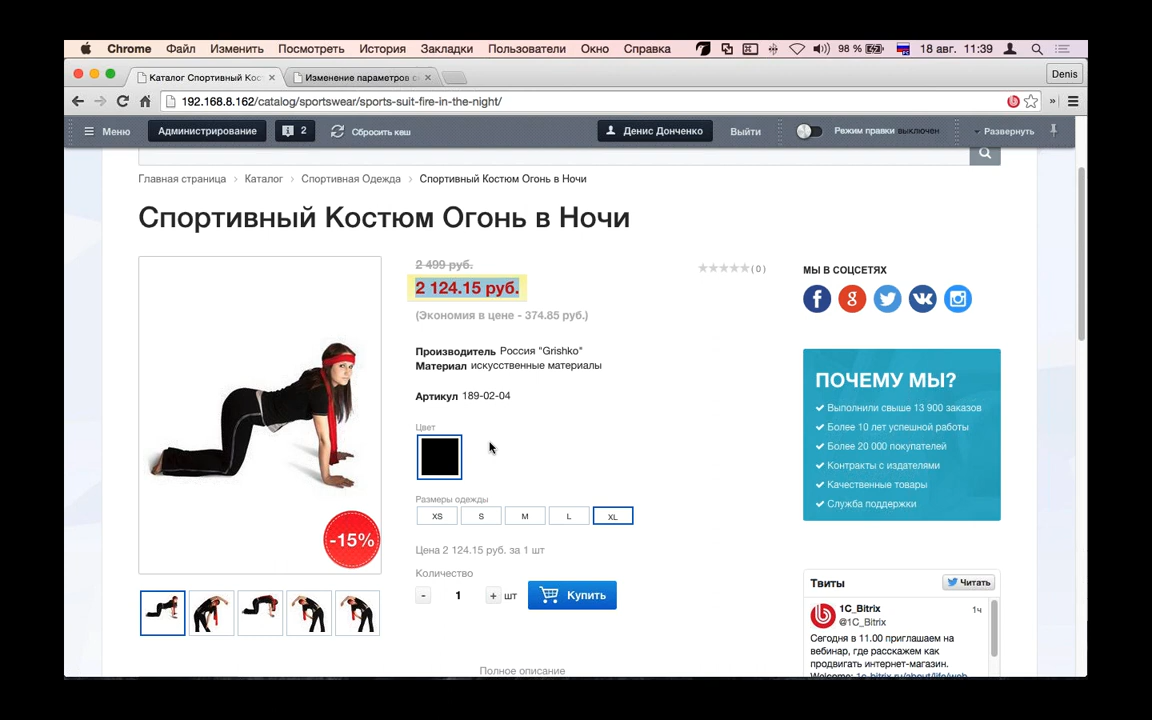 Chrome Файл Изменить Посмотреть История Закладки Пользователи Окно Справка 98 % 18 авг. 11:39
Каталог Спортивный Кос
Изменение параметров
Denis
192.168.8.162/catalog/sportswear/sports-suit-fire-in-the-night/
Меню Администрирование 2 Сбросить кеш Денис Донченко Выйти Режим правки выключен Развернуть
Главная страница > Каталог > Спортивная Одежда > Спортивный Костюм Огонь в Ночи
Спортивный Костюм Огонь в Ночи
2 499 руб.
2 124.15 руб.
(Экономия в цене - 374.85 руб.)
( 0 )
Производитель Россия "Grishko"
Материал искусственные материалы
Артикул 189-02-04
Цвет
Размеры одежды
XS S M L XL
-15%
Цена 2 124.15 руб. за 1 шт
Количество
- 1 + шт Купить
Полное описание
МЫ В СОЦСЕТЯХ
ПОЧЕМУ МЫ?
Выполнили свыше 13 900 заказов
Более 10 лет успешной работы
Более 20 000 покупателей
Контракты с издателями
Качественные товары
Служба поддержки
Твиты
Читать
1C_Bitrix 1ч
@1C_Bitrix
Сегодня в 11.00 приглашаем на
вебинар, где расскажем как
продвигать интернет-магазин.
Welcome: 1c-bitrix.ru/about/life/web